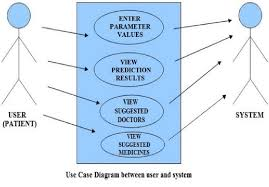 ENTER
PARAMETER
VALUES
VIEW
PREDICTION
RESULTS
VIEW
SUGGESTED
DOCTORS
VIEW
SUGGESTED
MEDICINES
USER
(PATIENT)
SYSTEM
Use Case Diagram between user and system